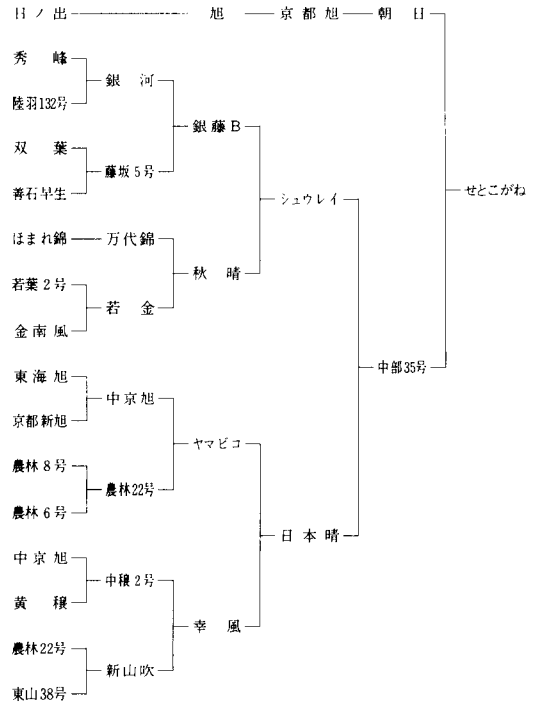 日ノ出 旭 京都旭 朝日
秀峰
銀河
陸羽132号
銀藤B
双葉
藤坂5号
善石早生
せとこがね
シュウレイ
ほまれ錦
万代錦
秋晴
若葉2号
若金
金南風
中部35号
東海旭
中京旭
京都新旭
ヤマビコ
農林8号
農林22号
農林6号
日本晴
中京旭
中穣2号
黄穣
幸風
農林22号
新山吹
東山38号